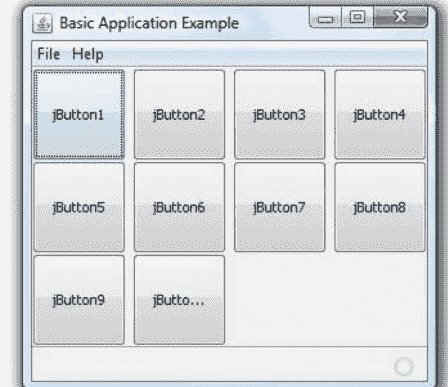 Basic Application Example
File Help
jButton1 jButton2 jButton3 jButton4
jButton5 jButton6 jButton7 jButton8
jButton9 jButto...